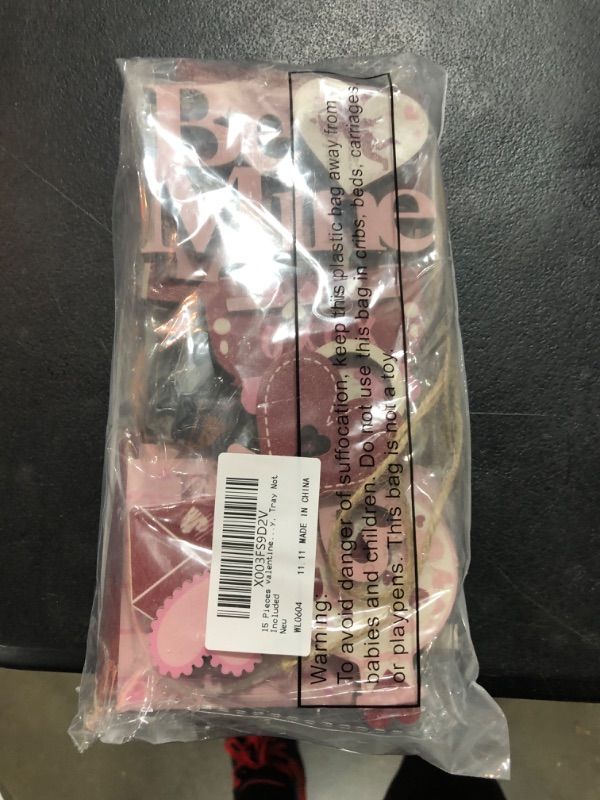 Be
Mine
X003FS9D2V
15 Pieces valentine...y, Tray Not
Included
New
WL0604 11.11 MADE IN CHINA
Warning:
To avoid danger of suffocation, keep this plastic bag away from
babies and children. Do not use this bag in cribs, beds, carriages
or playpens. This bag is not a toy.